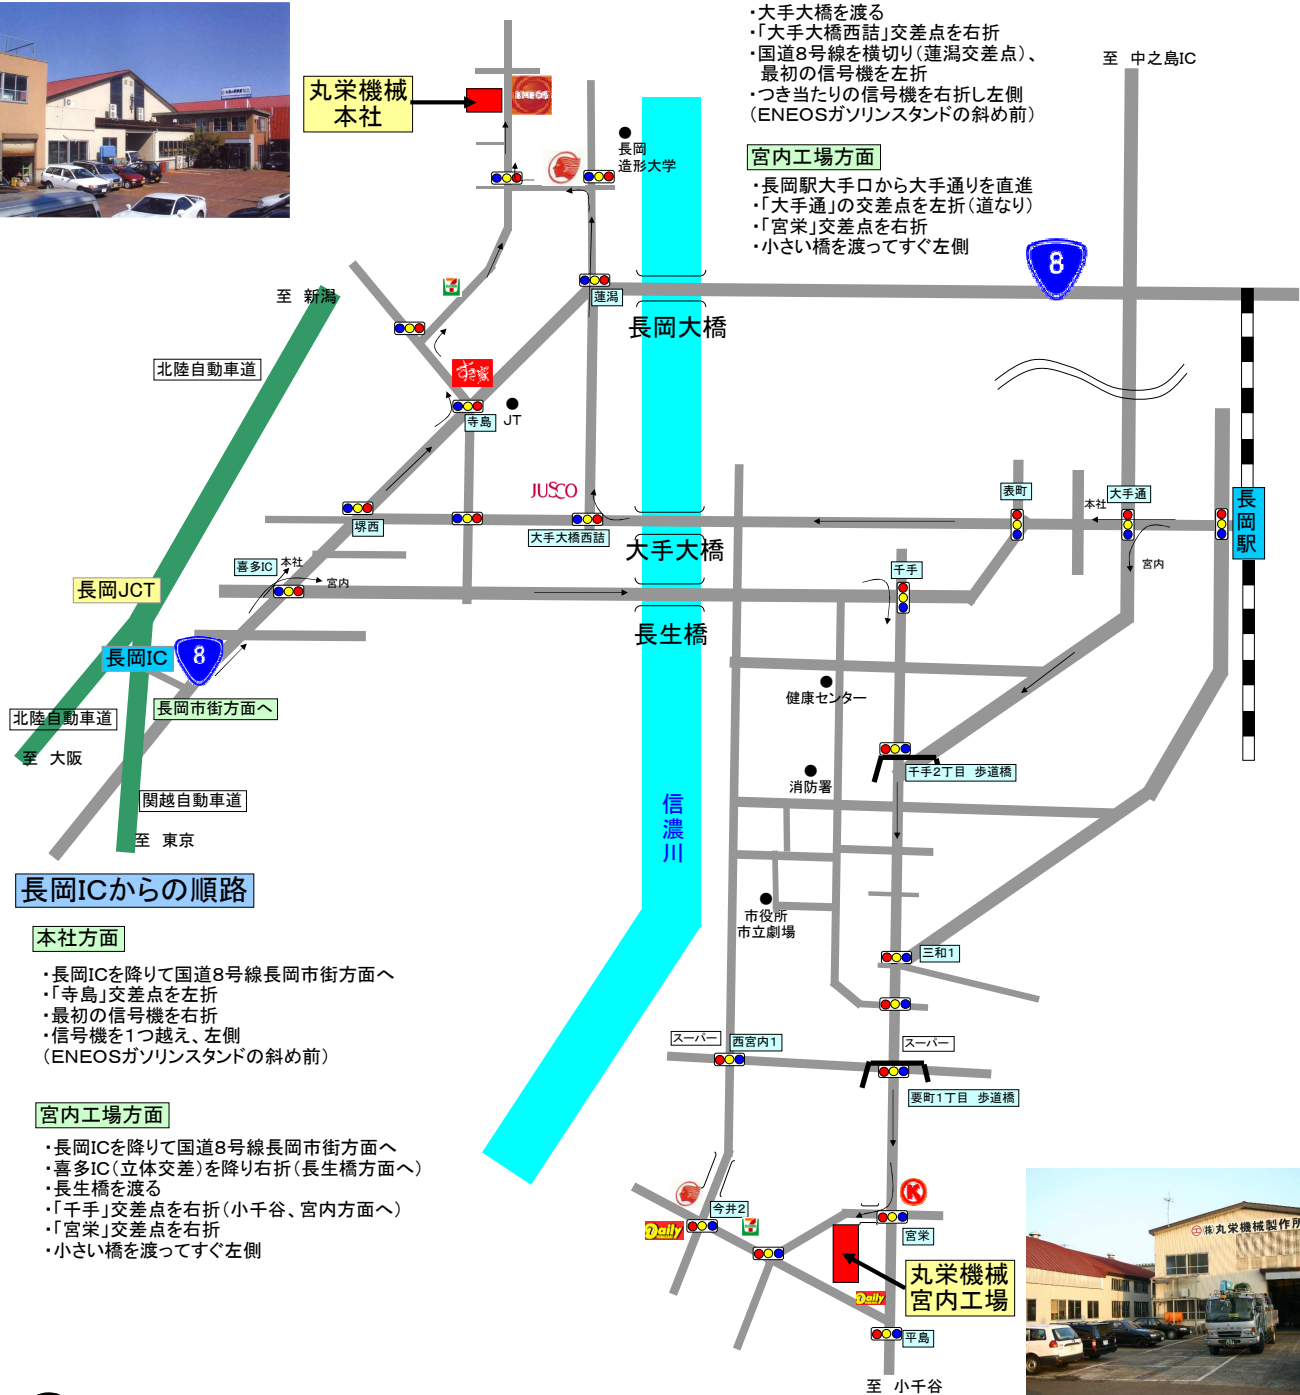 ・大手大橋を渡る
・「大手大橋西詰」交差点を右折
・国道8号線を横切り(蓮潟交差点)、
最初の信号機を左折
・つき当たりの信号機を右折し左側
(ENEOSガソリンスタンドの斜め前)
宮内工場方面
・長岡駅大手口から大手通りを直進
・「大手通」の交差点を左折(道なり)
・「宮栄」交差点を右折
・小さい橋を渡ってすぐ左側
至 中之島IC
丸栄機械
本社
ENEOS
長岡
造形大学
8
至 新潟
蓮潟
長岡大橋
北陸自動車道
すき家
寺島
JT
JUSCO
堺西
大手大橋西詰
大手大橋
表町
本社
大手通
長岡駅
宮内
喜多IC
本社
宮内
千手
長岡JCT
長生橋
長岡IC
8
長岡市街方面へ
北陸自動車道
至 大阪
関越自動車道
至 東京
健康センター
千手2丁目 歩道橋
消防署
信濃川
市役所
市立劇場
三和1
スーパー
西宮内1
スーパー
要町1丁目 歩道橋
長岡ICからの順路
本社方面
・長岡ICを降りて国道8号線長岡市街方面へ
・「寺島」交差点を左折
・最初の信号機を右折
・信号機を1つ越え、左側
(ENEOSガソリンスタンドの斜め前)
宮内工場方面
・長岡ICを降りて国道8号線長岡市街方面へ
・喜多IC(立体交差)を降り右折(長生橋方面へ)
・長生橋を渡る
・「千手」交差点を右折(小千谷、宮内方面へ)
・「宮栄」交差点を右折
・小さい橋を渡ってすぐ左側
今井2
Daily
K
宮栄
丸栄機械
宮内工場
Daily
平島
至 小千谷
㈱丸栄機械製作所